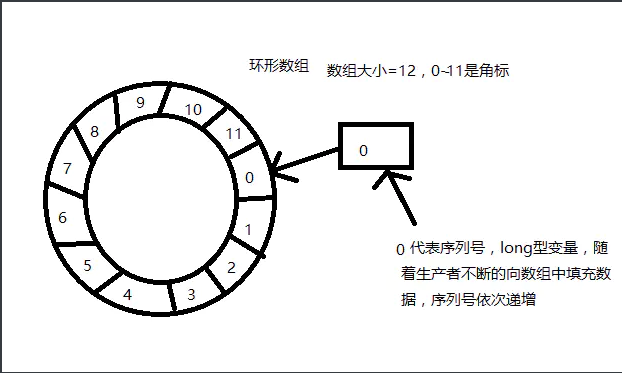 环形数组
数组大小=12，0~11是角标
9
10
8
11
0
7
0
6
1
5
2
4
3
0 代表序列号，long型变量，随
着生产者不断的向数组中填充数
据，序列号依次递增